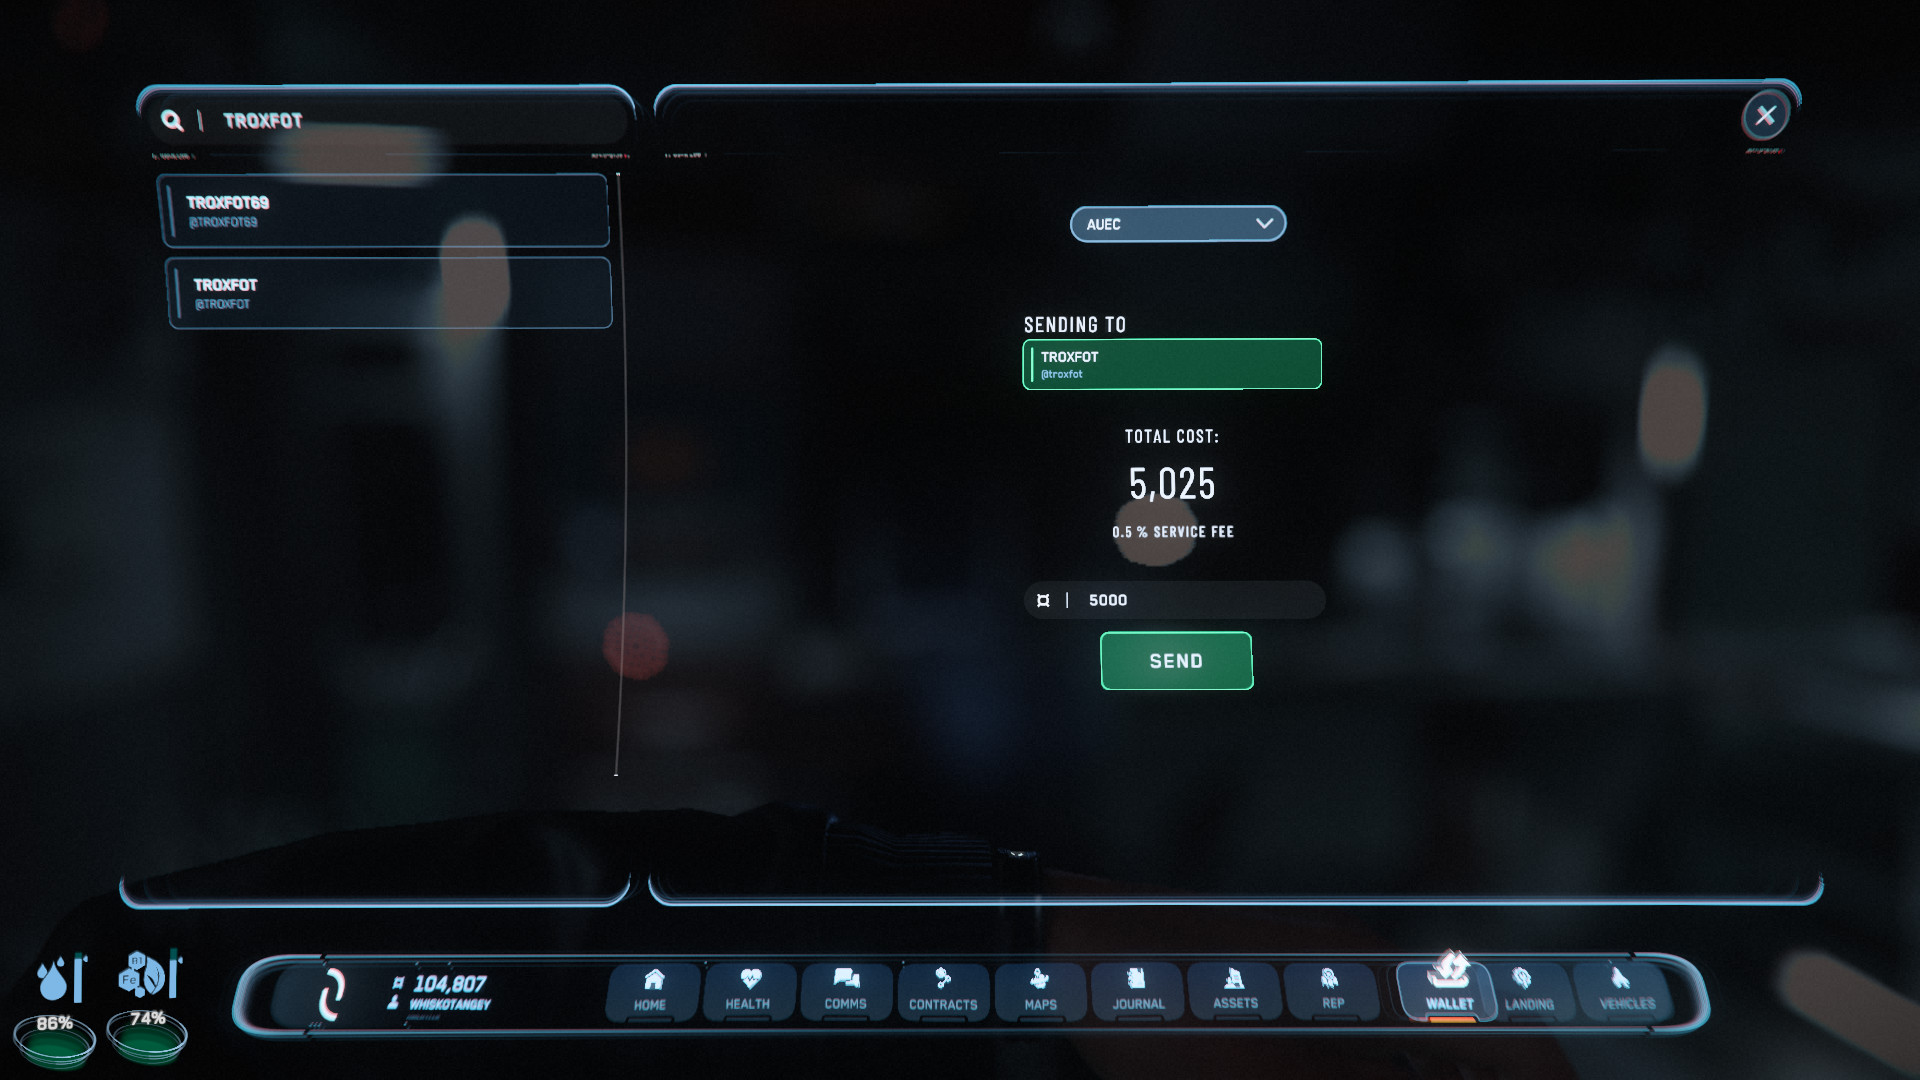 TROXFOT
TROXFOT69
@TROXFOT69
TROXFOT
@TROXFOT
AUEC
SENDING TO
TROXFOT
@troxfot
TOTAL COST:
5,025
0.5 % SERVICE FEE
¤ | 5000
SEND
86%
74%
¤ 104,807
WHISKOTANGEY
HOME
HEALTH
COMMS
CONTRACTS
MAPS
JOURNAL
ASSETS
REP
WALLET
LANDING
VEHICLES